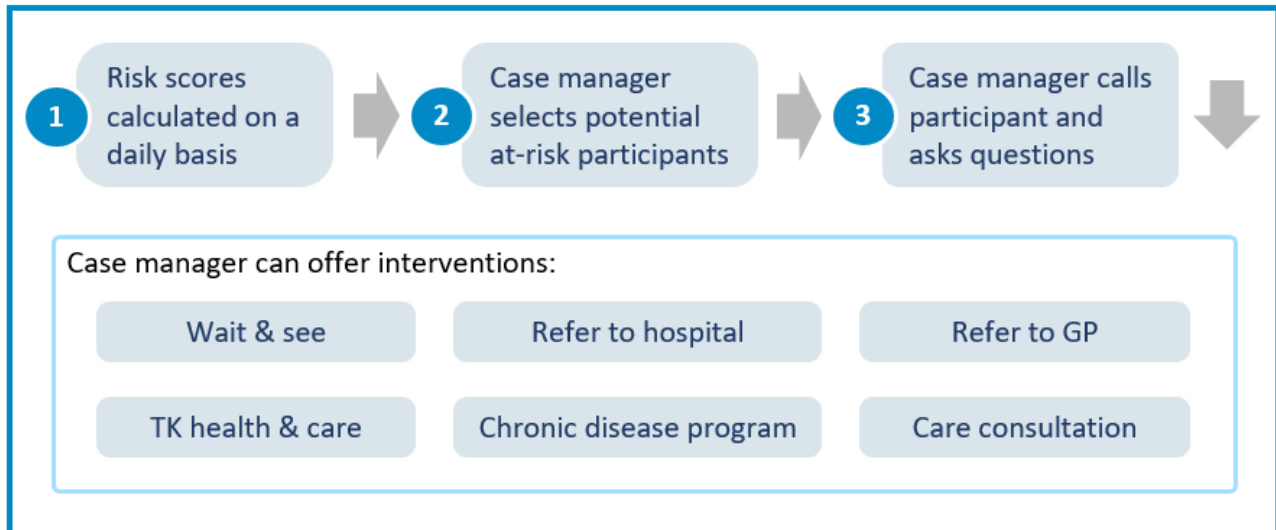 1
Risk scores
calculated on a
daily basis
2
Case manager
selects potential
at-risk participants
3
Case manager calls
participant and
asks questions
Case manager can offer interventions:
Wait & see
Refer to hospital
Refer to GP
TK health & care
Chronic disease program
Care consultation